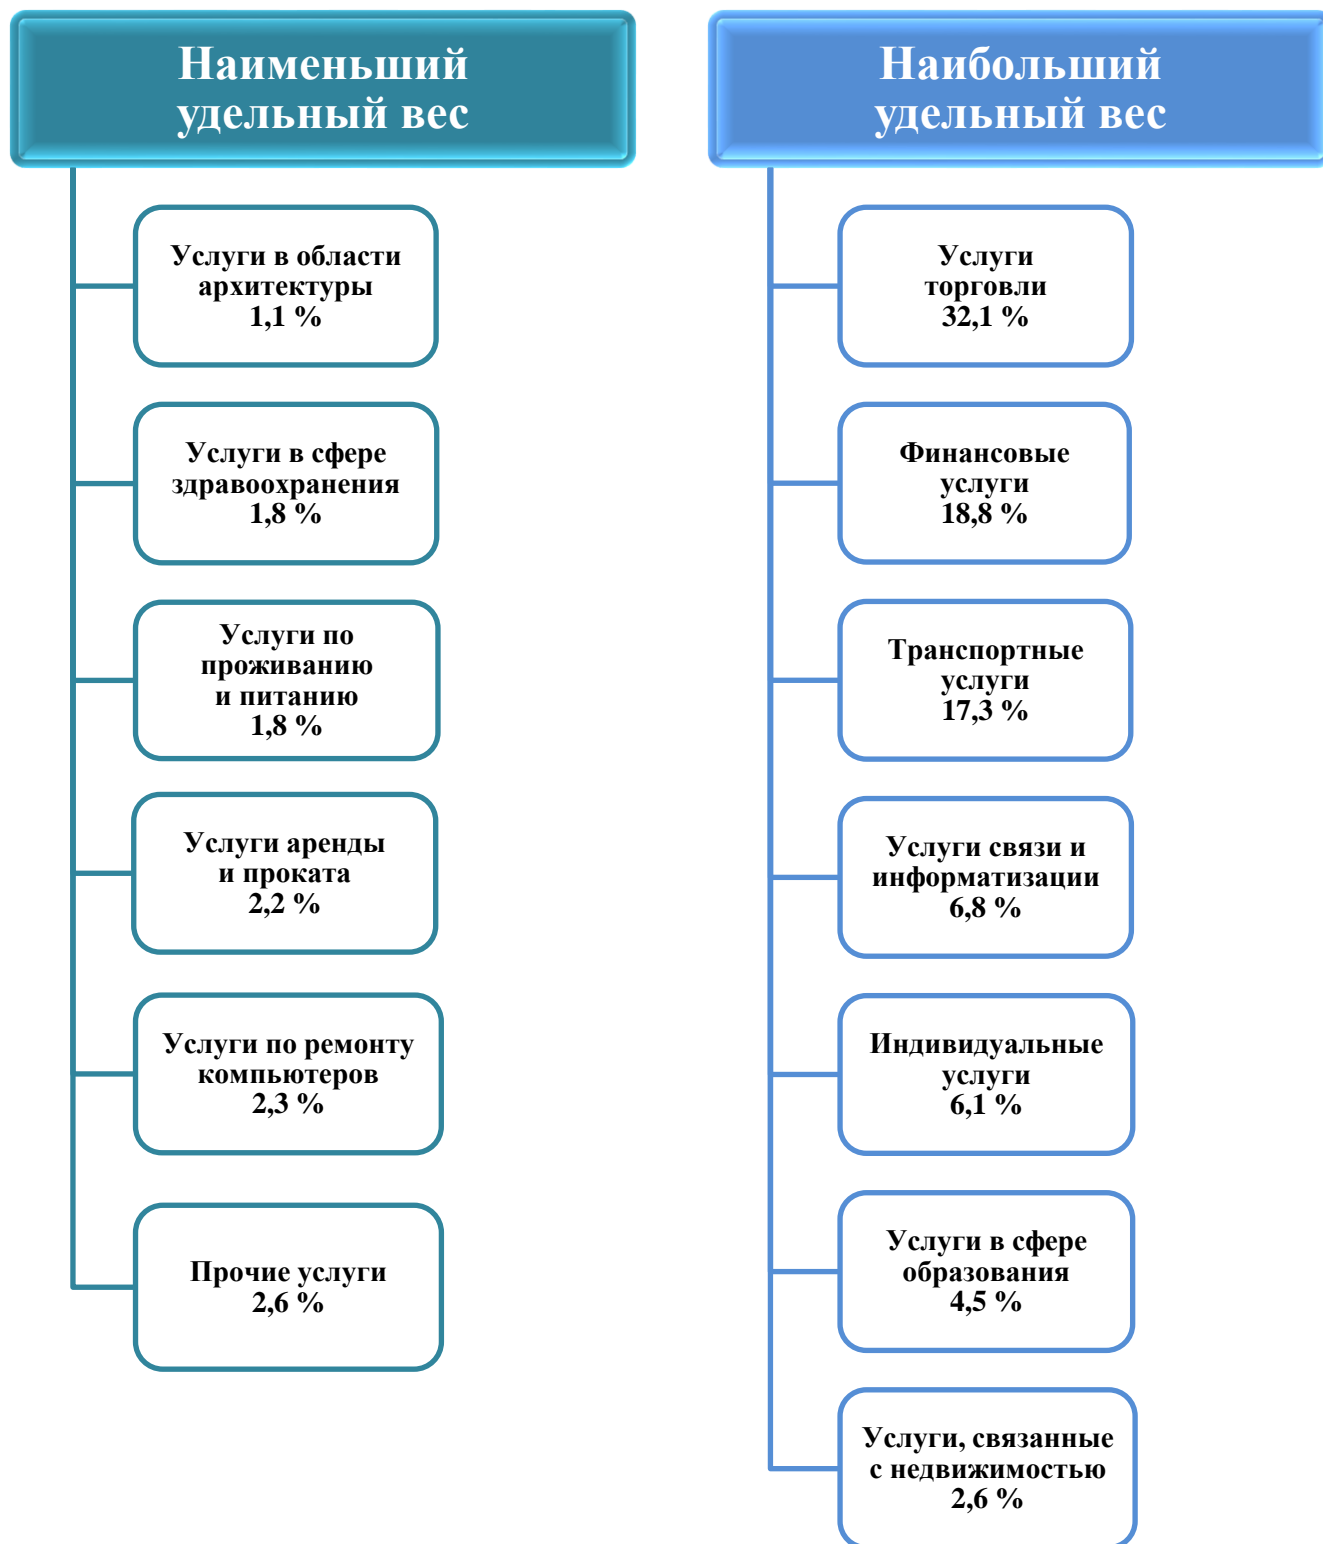 Наименьший
удельный вес
Услуги в области
архитектуры
1,1 %
Услуги в сфере
здравоохранения
1,8 %
Услуги по
проживанию
и питанию
1,8 %
Услуги аренды
и проката
2,2 %
Услуги по ремонту
компьютеров
2,3 %
Прочие услуги
2,6 %
Наибольший
удельный вес
Услуги
торговли
32,1 %
Финансовые
услуги
18,8 %
Транспортные
услуги
17,3 %
Услуги связи и
информатизации
6,8 %
Индивидуальные
услуги
6,1 %
Услуги в сфере
образования
4,5 %
Услуги, связанные
с недвижимостью
2,6 %